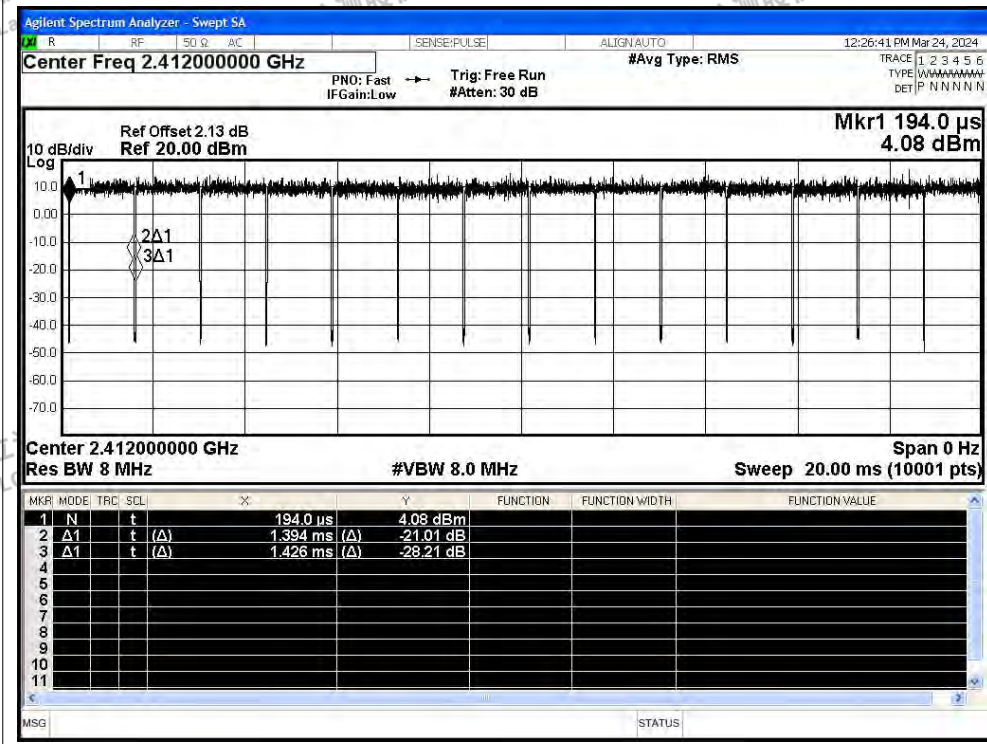 Agilent Spectrum Analyzer - Swept SA
LXI R RF 50 Ω AC SENSE:PULSE ALIGN AUTO 12:26:41 PM Mar 24, 2024
Center Freq 2.412000000 GHz #Avg Type: RMS TRACE 1 2 3 4 5 6
PNO: Fast Trig: Free Run TYPE WWWWWW
IFGain:Low #Atten: 30 dB DET P N N N N N
Mkr1 194.0 µs
Ref Offset 2.13 dB
10 dB/div Ref 20.00 dBm 4.08 dBm
Log
1
10.0
0.00
-10.0
2Δ1
3Δ1
-20.0
-30.0
-40.0
-50.0
-60.0
-70.0
Center 2.412000000 GHz Span 0 Hz
Res BW 8 MHz #VBW 8.0 MHz Sweep 20.00 ms (10001 pts)
MKR MODE TRC SCL X Y FUNCTION FUNCTION WIDTH FUNCTION VALUE
1 N t 194.0 µs 4.08 dBm
2 Δ1 t (Δ) 1.394 ms (Δ) -21.01 dB
3 Δ1 t (Δ) 1.426 ms (Δ) -28.21 dB
4
5
6
7
8
9
10
11
MSG STATUS